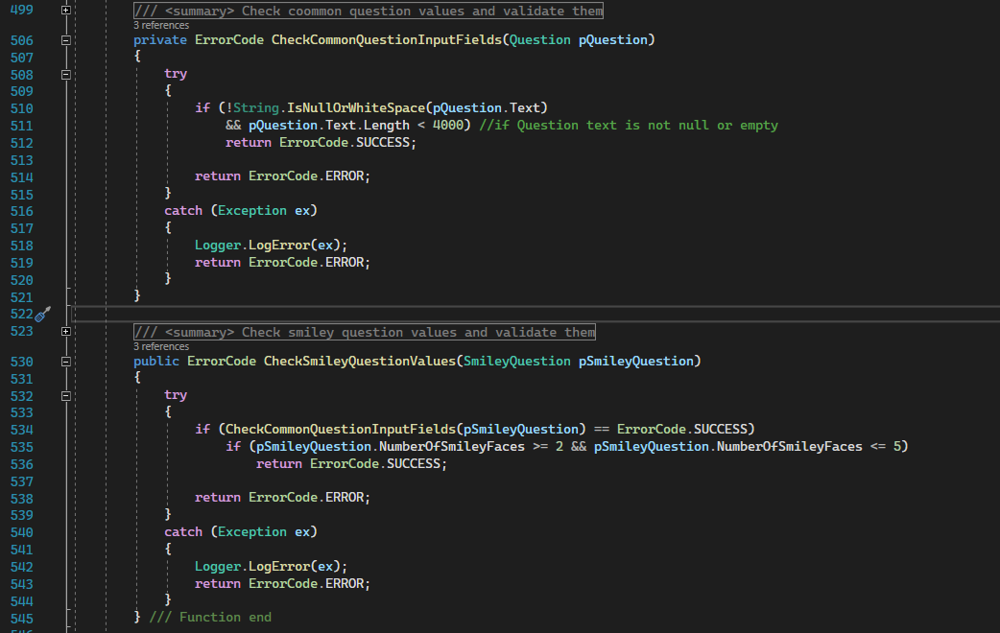 499 /// <summary> Check coommon question values and validate them
3 references
506 private ErrorCode CheckCommonQuestionInputFields(Question pQuestion)
507 {
508 try
509 {
510 if (!String.IsNullOrWhiteSpace(pQuestion.Text)
511 && pQuestion.Text.Length < 4000) //if Question text is not null or empty
512 return ErrorCode.SUCCESS;
513
514 return ErrorCode.ERROR;
515 }
516 catch (Exception ex)
517 {
518 Logger.LogError(ex);
519 return ErrorCode.ERROR;
520 }
521 }
522
523 /// <summary> Check smiley question values and validate them
3 references
530 public ErrorCode CheckSmileyQuestionValues(SmileyQuestion pSmileyQuestion)
531 {
532 try
533 {
534 if (CheckCommonQuestionInputFields(pSmileyQuestion) == ErrorCode.SUCCESS)
535 if (pSmileyQuestion.NumberOfSmileyFaces >= 2 && pSmileyQuestion.NumberOfSmileyFaces <= 5)
536 return ErrorCode.SUCCESS;
537
538 return ErrorCode.ERROR;
539 }
540 catch (Exception ex)
541 {
542 Logger.LogError(ex);
543 return ErrorCode.ERROR;
544 }
545 } /// Function end